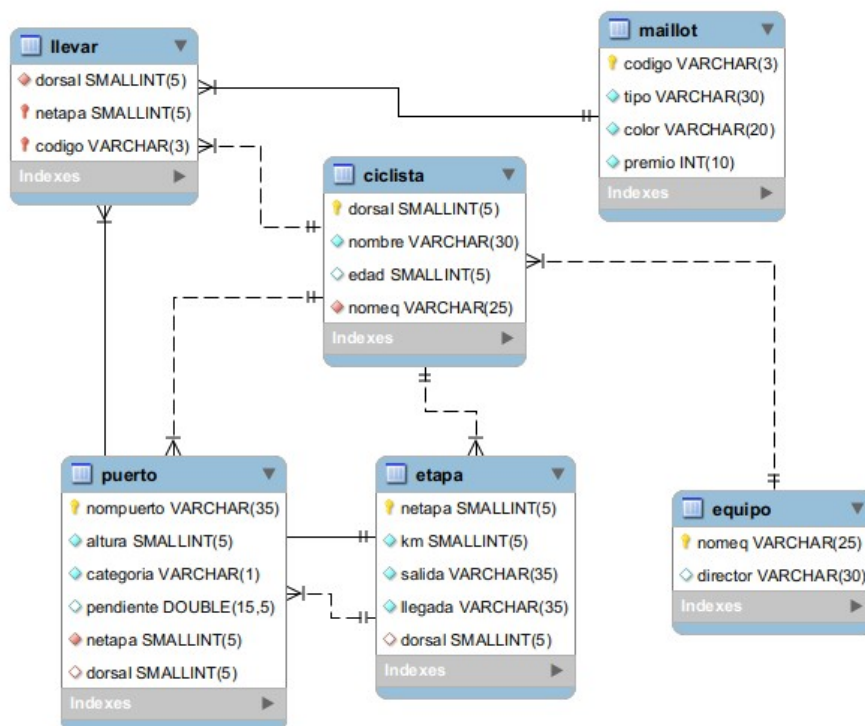 llevar
dorsal SMALLINT(5)
netapa SMALLINT(5)
codigo VARCHAR(3)
Indexes
maillot
codigo VARCHAR(3)
tipo VARCHAR(30)
color VARCHAR(20)
premio INT(10)
Indexes
ciclista
dorsal SMALLINT(5)
nombre VARCHAR(30)
edad SMALLINT(5)
nomeq VARCHAR(25)
Indexes
puerto
nompuerto VARCHAR(35)
altura SMALLINT(5)
categoria VARCHAR(1)
pendiente DOUBLE(15,5)
netapa SMALLINT(5)
dorsal SMALLINT(5)
Indexes
etapa
netapa SMALLINT(5)
km SMALLINT(5)
salida VARCHAR(35)
llegada VARCHAR(35)
dorsal SMALLINT(5)
Indexes
equipo
nomeq VARCHAR(25)
director VARCHAR(30)
Indexes